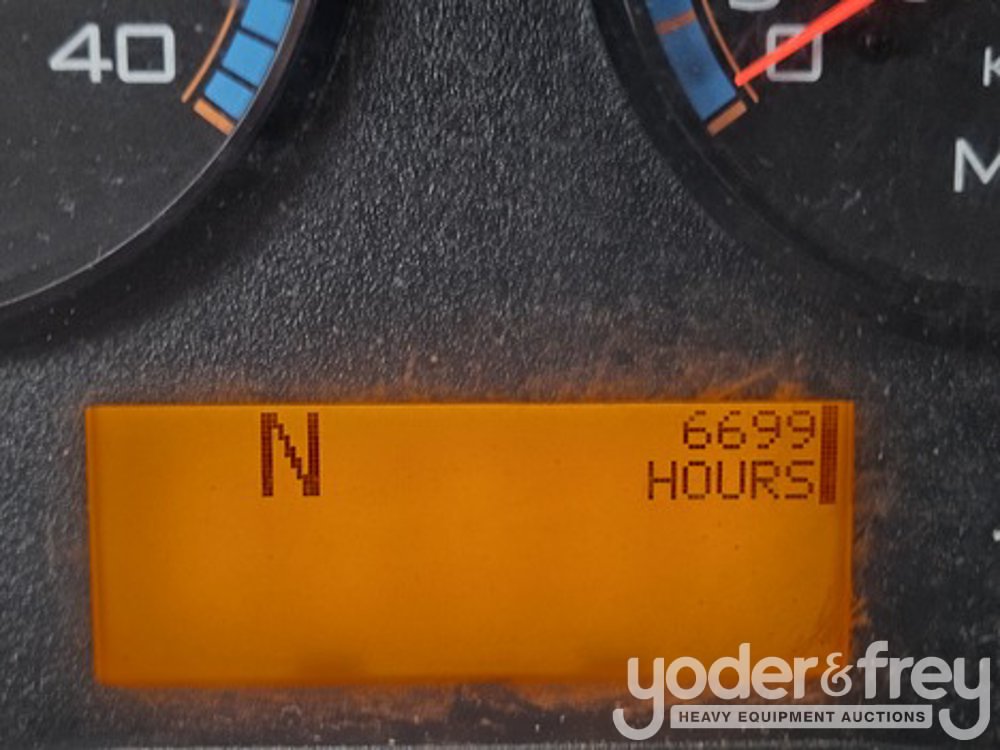 40
0
K
M
N
6699
HOURS
yoder&frey
HEAVY EQUIPMENT AUCTIONS